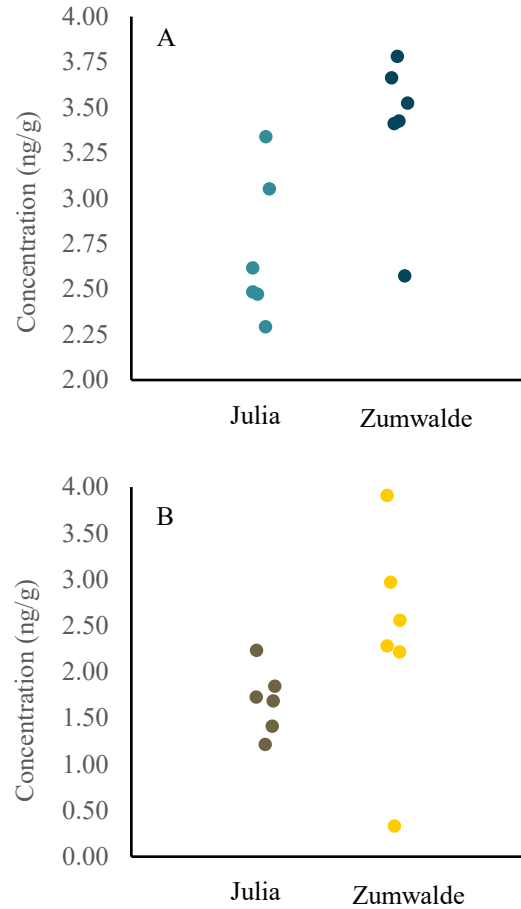 A
Concentration (ng/g)
4.00
3.75
3.50
3.25
3.00
2.75
2.50
2.25
2.00
Julia
Zumwalde
B
Concentration (ng/g)
4.00
3.50
3.00
2.50
2.00
1.50
1.00
0.50
0.00
Julia
Zumwalde